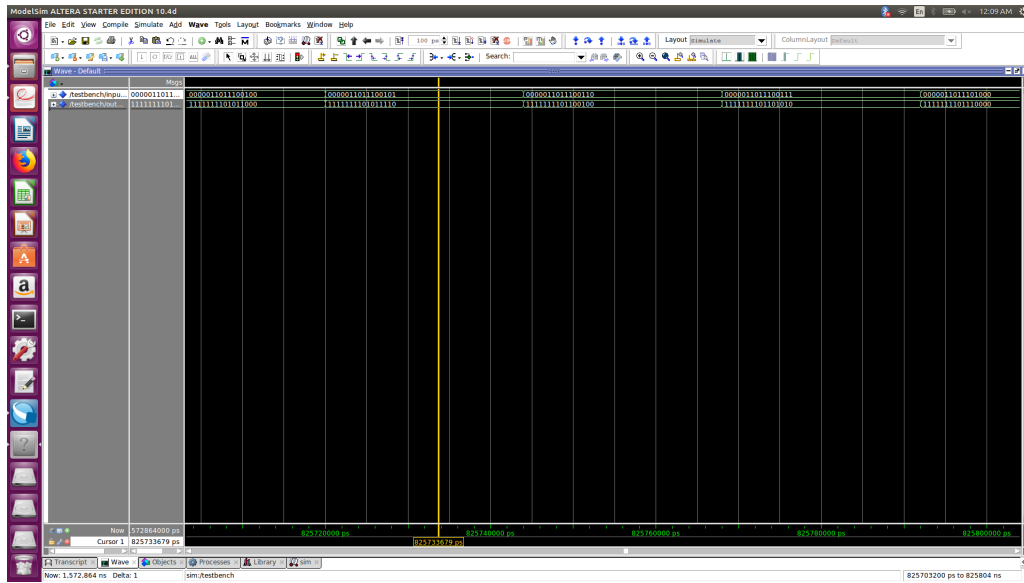 ModelSim ALTERA STARTER EDITION 10.4d
En 12:09 AM
File Edit View Compile Simulate Add Wave Tools Layout Bookmarks Window Help
100 ps Layout Simulate ColumnLayout Default
Search:
Wave - Default
Msgs
/testbench/inpu... 0000011011... 0000011011100100 0000011011100101 0000011011100110 0000011011100111 0000011011101000
/testbench/out... 1111111101... 1111111101011000 1111111101011110 1111111101100100 1111111101101010 1111111101110000
Now 572864000 ps 825720000 ps 825740000 ps 825760000 ps 825780000 ps 825800000 ps
Cursor 1 825733679 ps 825733679 ps
Transcript Wave Objects Processes Library sim
Now: 1,572,864 ns Delta: 1 sim:/testbench 825703200 ps to 825804 ns